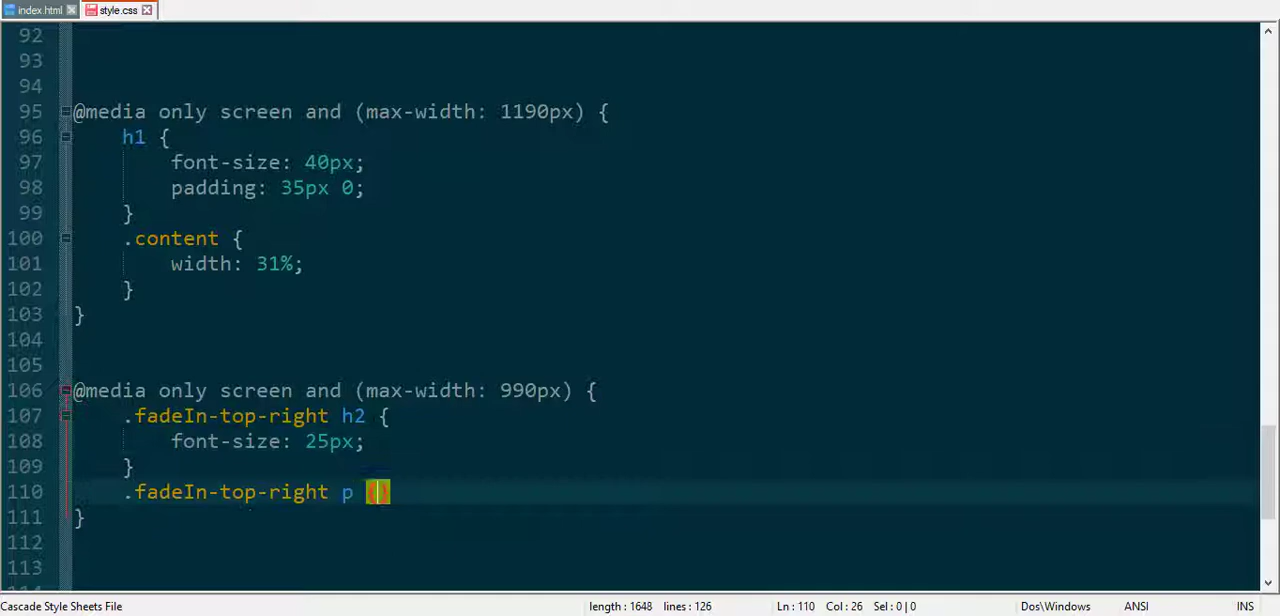 index.html style.css
92
93
94
95 @media only screen and (max-width: 1190px) {
96 h1 {
97 font-size: 40px;
98 padding: 35px 0;
99 }
100 .content {
101 width: 31%;
102 }
103 }
104
105
106 @media only screen and (max-width: 990px) {
107 .fadeIn-top-right h2 {
108 font-size: 25px;
109 }
110 .fadeIn-top-right p {}
111 }
112
113
Cascade Style Sheets File length : 1648 lines : 126 Ln : 110 Col : 26 Sel : 0 | 0 Dos\Windows ANSI INS